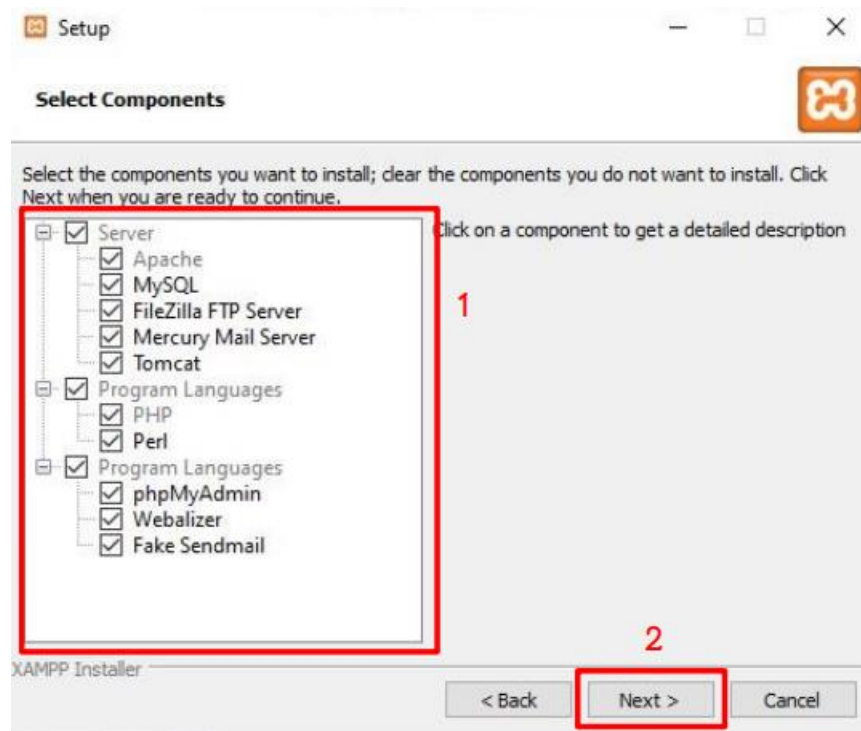 Setup
Select Components
Select the components you want to install; clear the components you do not want to install. Click
Next when you are ready to continue.
Server
Apache
MySQL
FileZilla FTP Server
Mercury Mail Server
Tomcat
Program Languages
PHP
Perl
Program Languages
phpMyAdmin
Webalizer
Fake Sendmail
Click on a component to get a detailed description
1
XAMPP Installer
2
< Back
Next >
Cancel